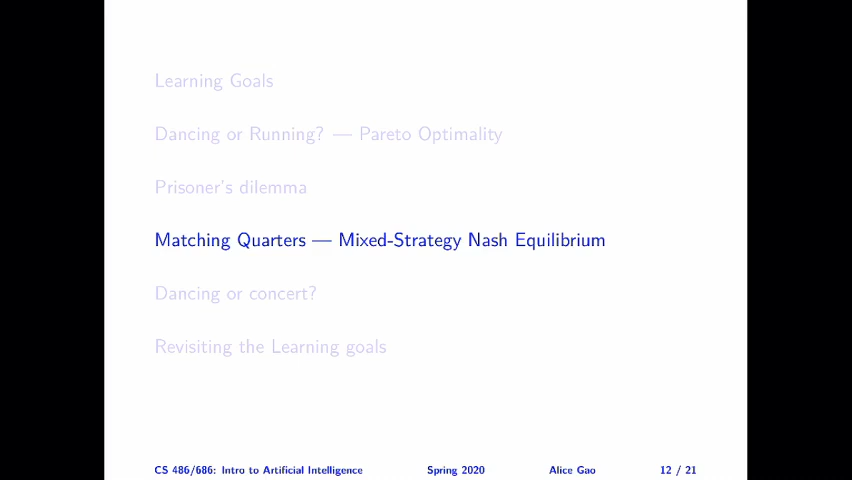 Learning Goals
Dancing or Running? — Pareto Optimality
Prisoner's dilemma
Matching Quarters — Mixed-Strategy Nash Equilibrium
Dancing or concert?
Revisiting the Learning goals
CS 486/686: Intro to Artificial Intelligence Spring 2020 Alice Gao 12 / 21